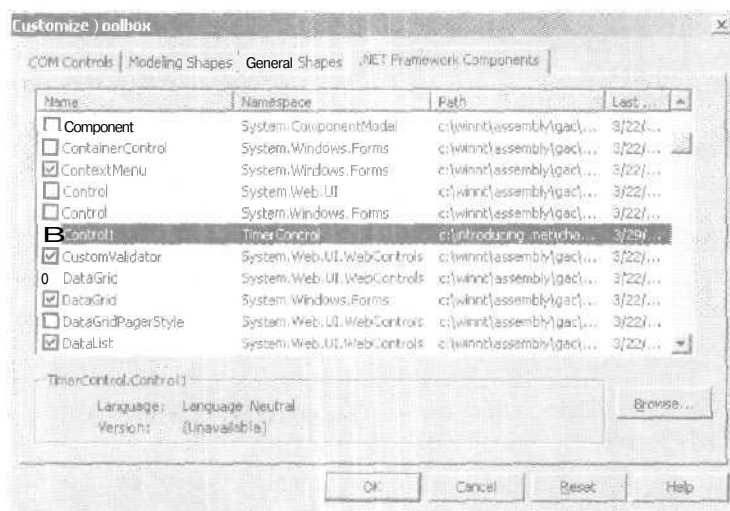 Customize )oolbox
COM Controls Modeling Shapes General Shapes .NET Framework Components
Name Namespace Path Last ...
Component System.ComponentModel c:\winnt\assembly\gac\... 3/22/...
ContainerControl System.Windows.Forms c:\winnt\assembly\gac\... 3/22/...
ContextMenu System.Windows.Forms c:\winnt\assembly\gac\... 3/22/...
Control System.Web.UI c:\winnt\assembly\gac\... 3/22/...
Control System.Windows.Forms c:\winnt\assembly\gac\... 3/22/...
B Control1 TimerControl c:\introducing .net\cha... 3/29/...
CustomValidator System.Web.UI.WebControls c:\winnt\assembly\gac\... 3/22/...
0 DataGrid System.Web.UI.WebControls c:\winnt\assembly\gac\... 3/22/...
DataGrid System.Windows.Forms c:\winnt\assembly\gac\... 3/22/...
DataGridPagerStyle System.Web.UI.WebControls c:\winnt\assembly\gac\... 3/22/...
DataList System.Web.UI.WebControls c:\winnt\assembly\gac\... 3/22/...
TimerControl.Control1
Language: Language Neutral
Version: (Unavailable)
Browse...
OK Cancel Reset Help